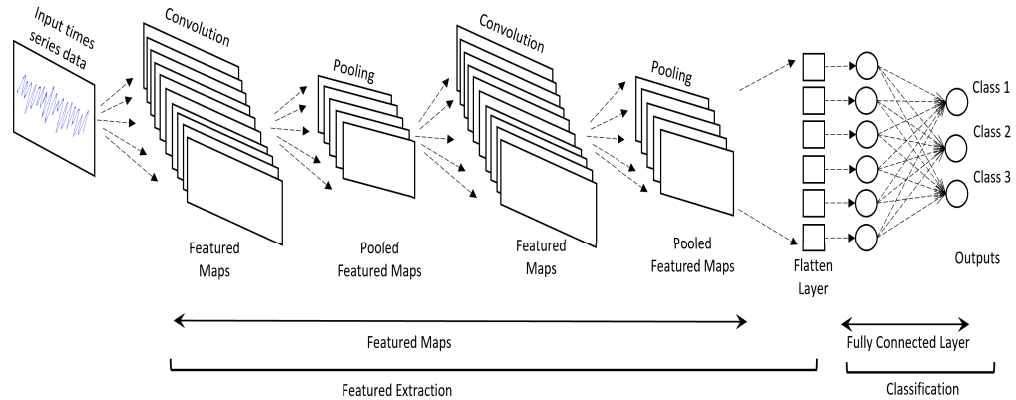 Input times
series data
Convolution
Pooling
Convolution
Pooling
Class 1
Class 2
Class 3
Featured
Maps
Pooled
Featured Maps
Featured
Maps
Pooled
Featured Maps
Flatten
Layer
Outputs
Featured Maps
Fully Connected Layer
Featured Extraction
Classification